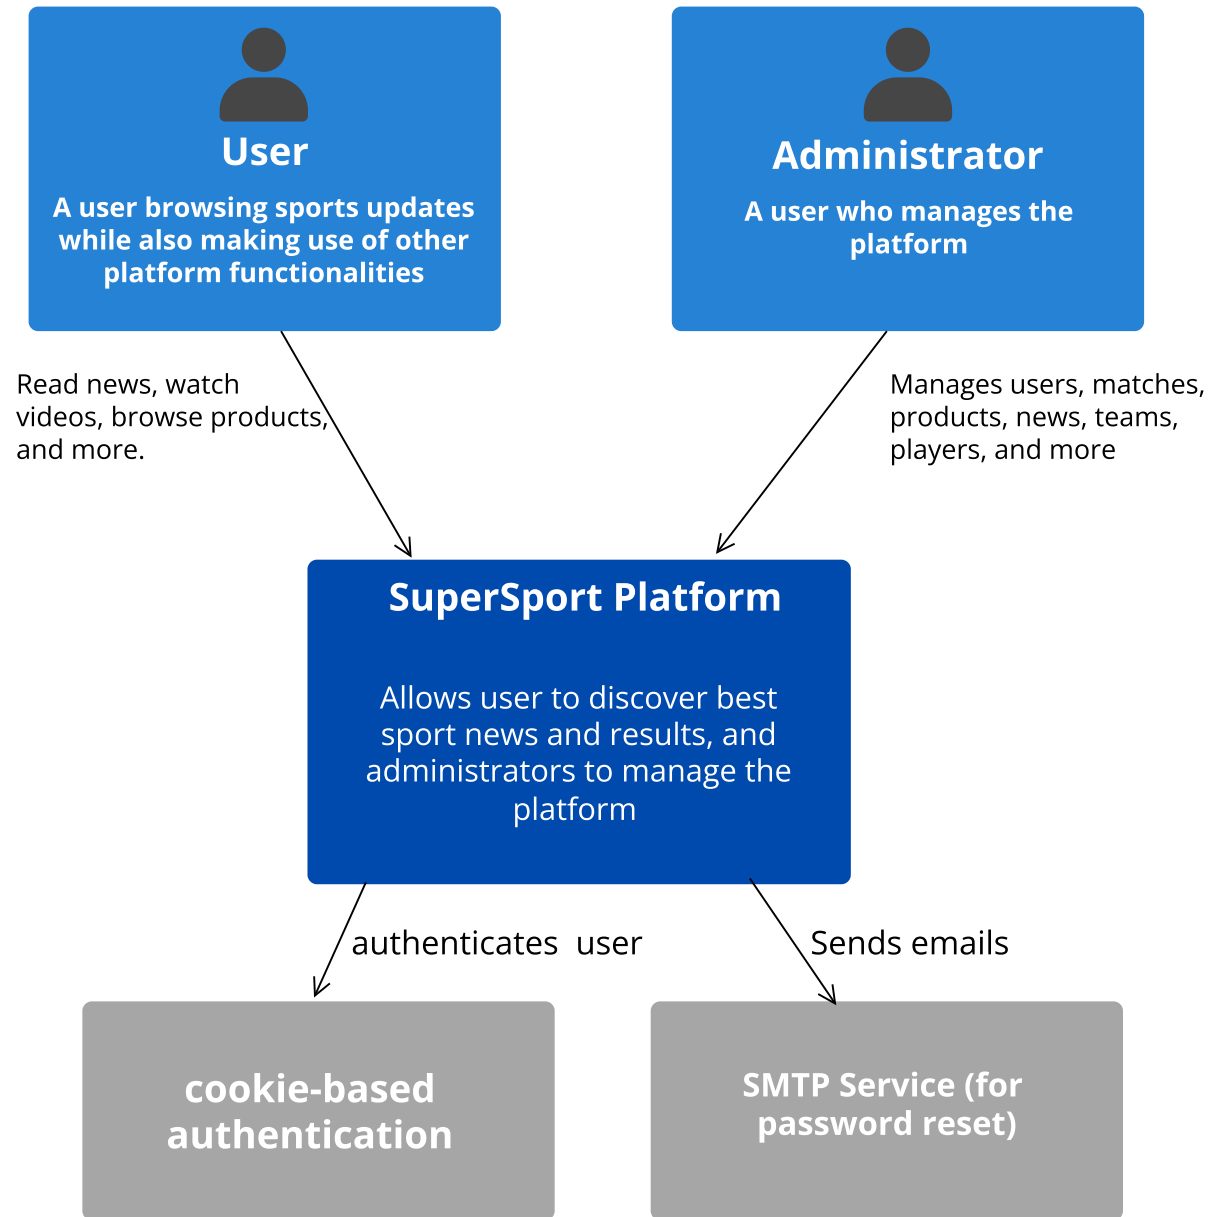 User
A user browsing sports updates
while also making use of other
platform functionalities
Administrator
A user who manages the
platform
Read news, watch
videos, browse products,
and more.
Manages users, matches,
products, news, teams,
players, and more
SuperSport Platform
Allows user to discover best
sport news and results, and
administrators to manage the
platform
authenticates  user
Sends emails
cookie-based
authentication
SMTP Service (for
password reset)